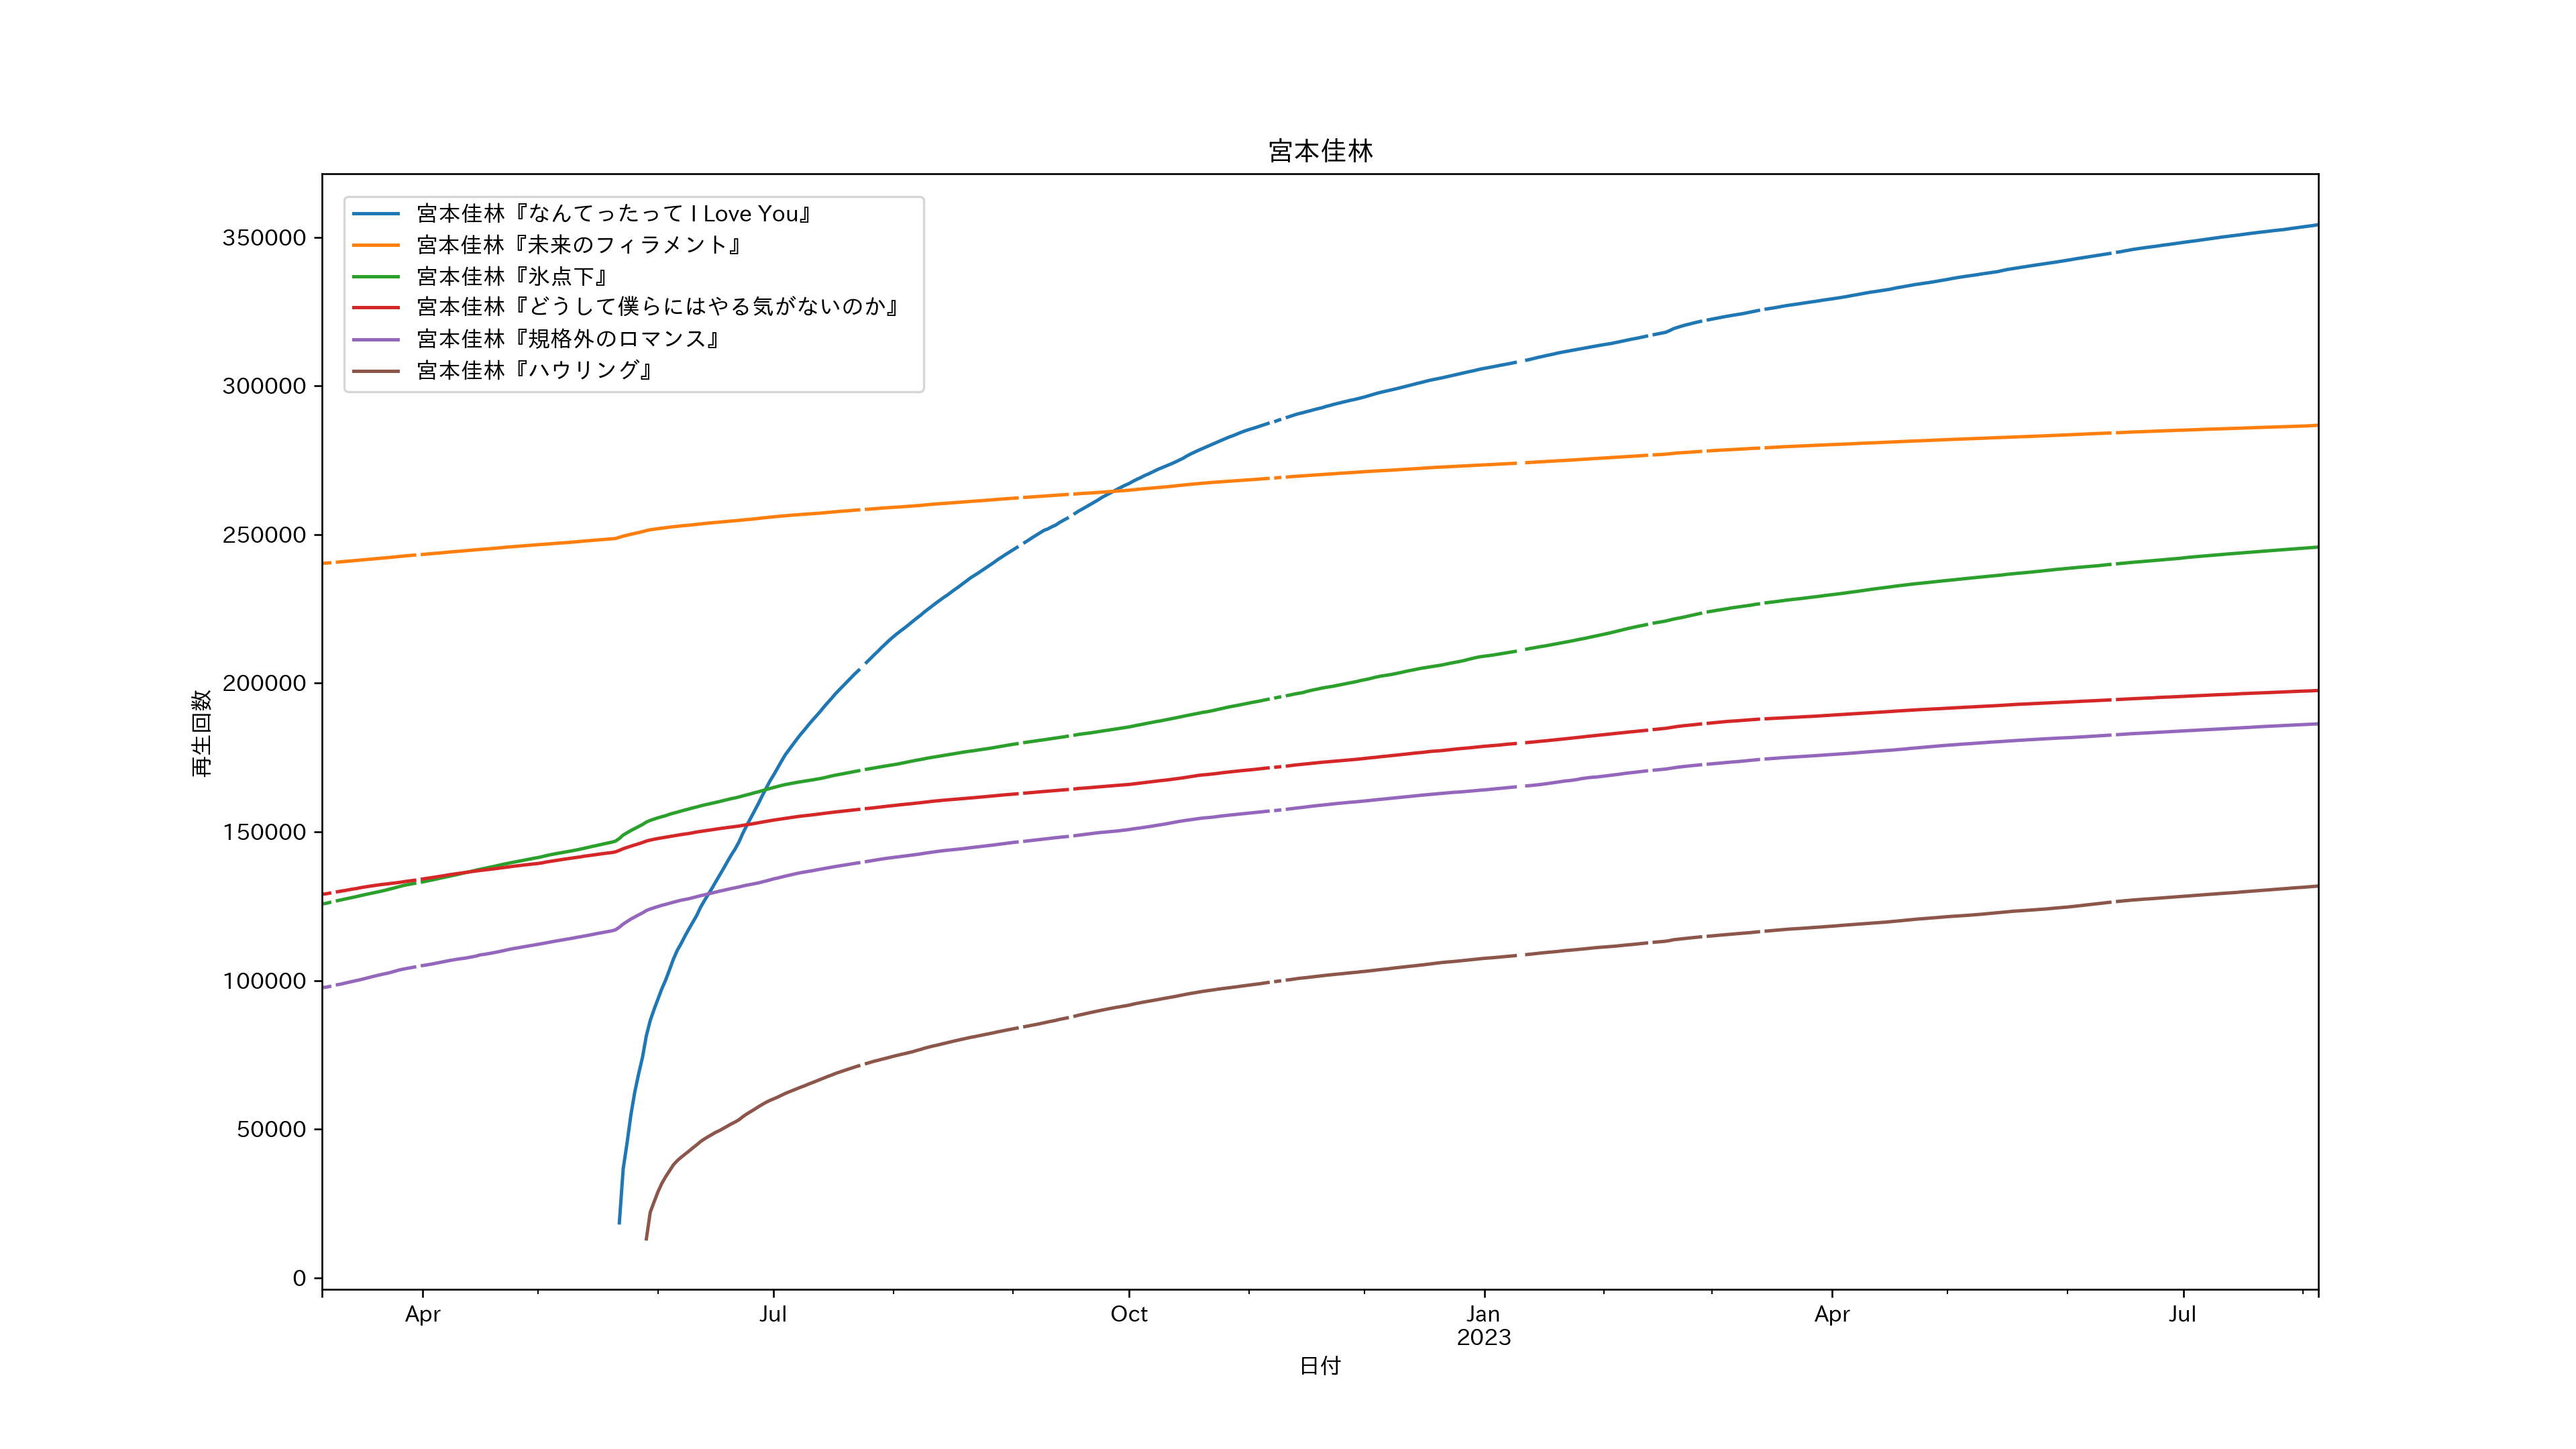 宮本佳林
宮本佳林『なんてったって I Love You』
宮本佳林『未来のフィラメント』
宮本佳林『氷点下』
宮本佳林『どうして僕らにはやる気がないのか』
宮本佳林『規格外のロマンス』
宮本佳林『ハウリング』
再生回数
350000
300000
250000
200000
150000
100000
50000
0
Apr Jul Oct Jan Apr Jul
2023
日付